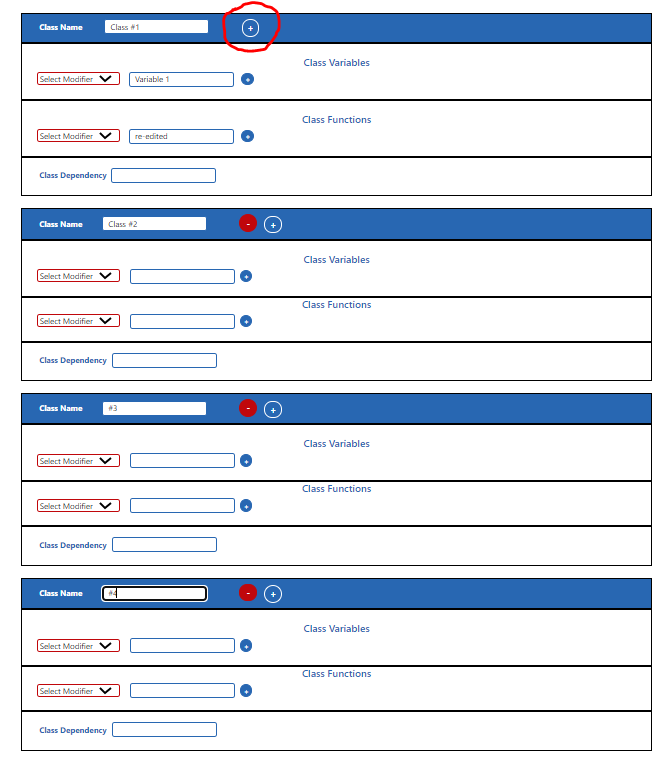 Class Name Class #1 +
Class Variables
Select Modifier Variable 1 +
Class Functions
Select Modifier re-edited +
Class Dependency
Class Name Class #2 - +
Class Variables
Select Modifier +
Class Functions
Select Modifier +
Class Dependency
Class Name #3 - +
Class Variables
Select Modifier +
Class Functions
Select Modifier +
Class Dependency
Class Name #4 - +
Class Variables
Select Modifier +
Class Functions
Select Modifier +
Class Dependency